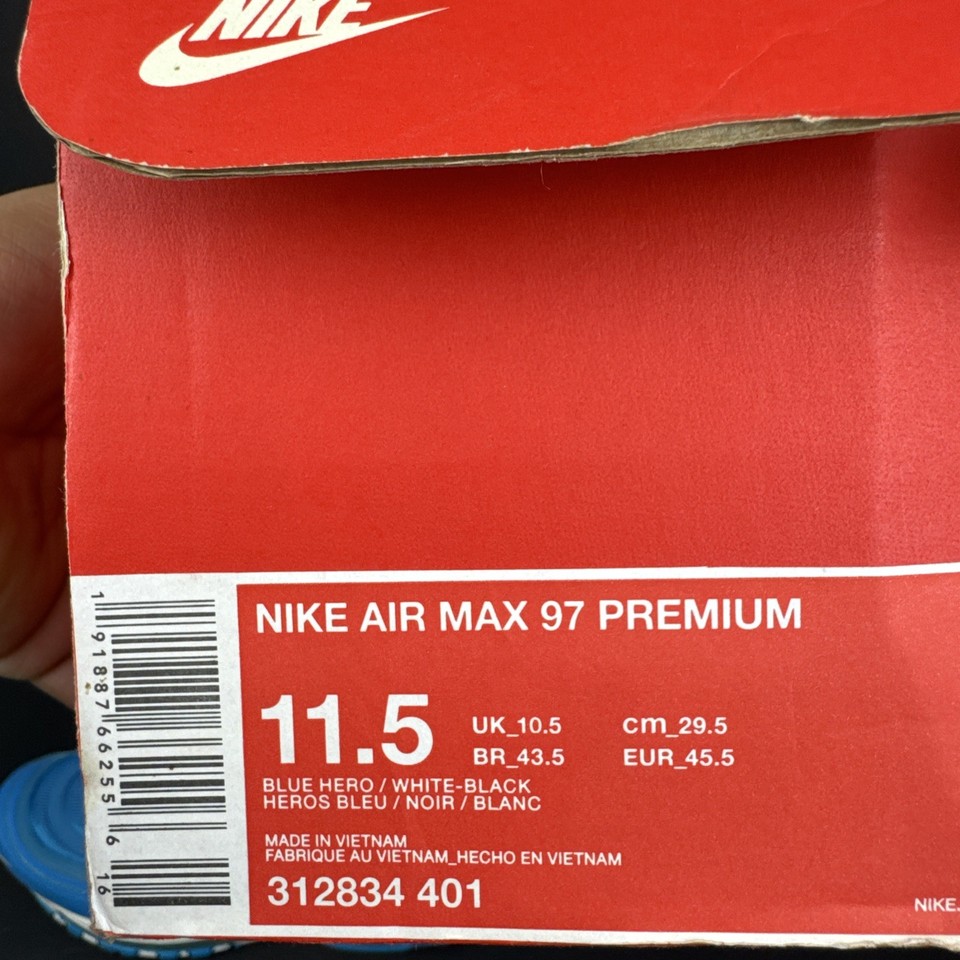 NIKE
NIKE AIR MAX 97 PREMIUM
11.5
UK_10.5 cm_29.5
BR_43.5 EUR_45.5
BLUE HERO / WHITE-BLACK
HEROS BLEU / NOIR / BLANC
MADE IN VIETNAM
FABRIQUE AU VIETNAM_HECHO EN VIETNAM
312834 401
NIKE.
1 91887 66255 6
16